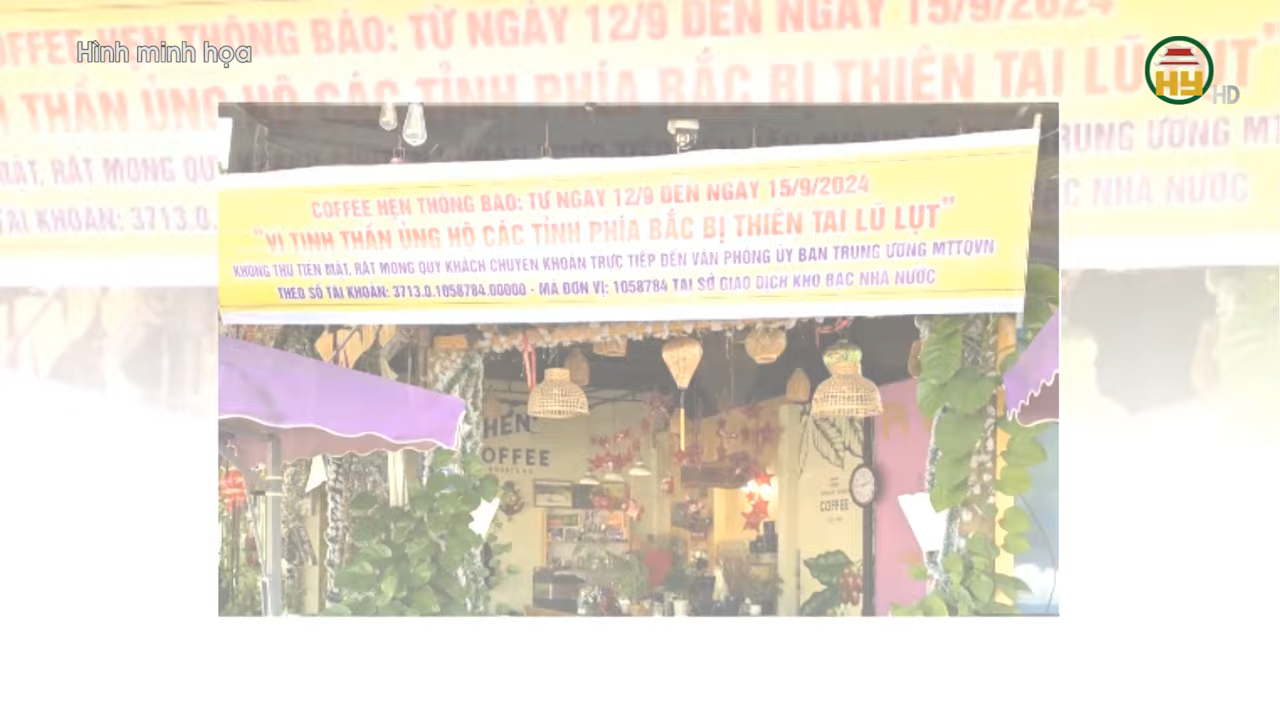 Hình minh họa
HY HD
COFFEE HẸN THÔNG BÁO: TỪ NGÀY 12/9 ĐẾN NGÀY 15/9/2024
"VÌ TINH THẦN ỦNG HỘ CÁC TỈNH PHÍA BẮC BỊ THIÊN TAI LŨ LỤT"
KHÔNG THU TIỀN MẶT, RẤT MONG QUÝ KHÁCH CHUYỂN KHOẢN TRỰC TIẾP ĐẾN VĂN PHÒNG ỦY BAN TRUNG ƯƠNG MTTQVN
THEO SỐ TÀI KHOẢN: 3713.0.1058784.00000 - MÃ ĐƠN VỊ: 1058784 TẠI SỞ GIAO DỊCH KHO BẠC NHÀ NƯỚC
HẸN
COFFEE
COFFEE